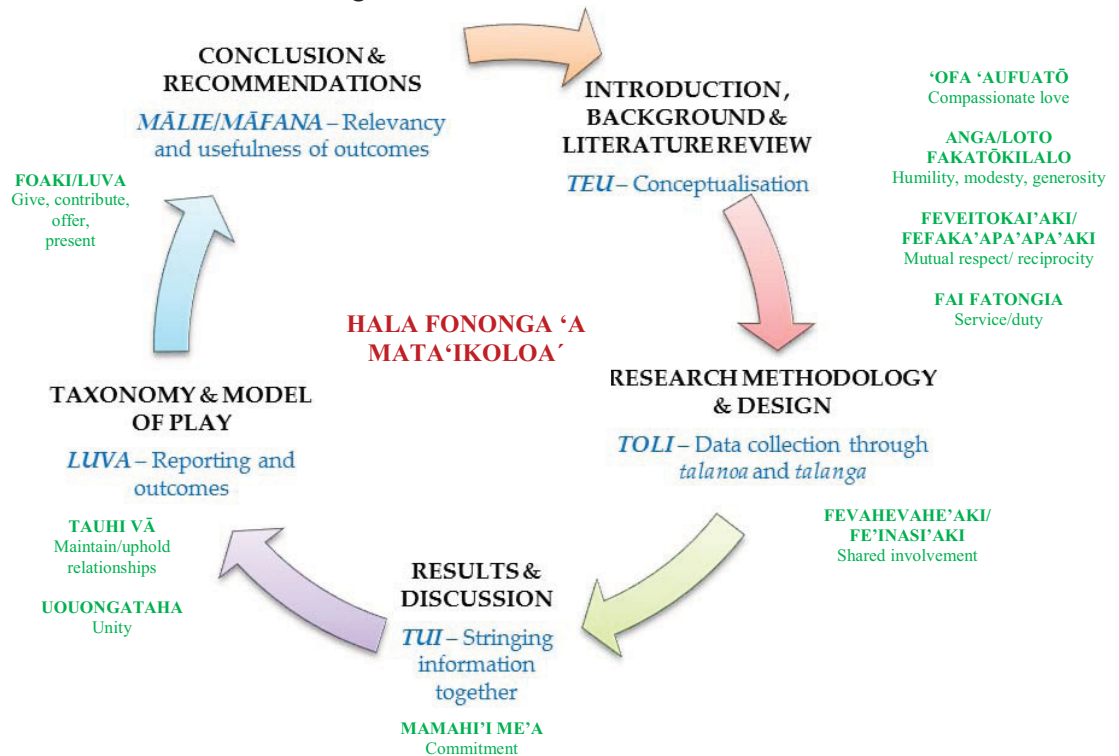 CONCLUSION &
RECOMMENDATIONS
MĀLIE/MĀFANA – Relevancy
and usefulness of outcomes
INTRODUCTION,
BACKGROUND &
LITERATURE REVIEW
TEU – Conceptualisation
‘OFA ‘AUFUATŌ
Compassionate love
ANGA/LOTO
FAKATŌKILALO
Humility, modesty, generosity
FEVEITOKAI’AKI/
FEFAKA’APA’APA’AKI
Mutual respect/ reciprocity
FAI FATONGIA
Service/duty
FOAKI/LUVA
Give, contribute,
offer,
present
HALA FONONGA ‘A
MATA‘IKOLOA´
RESEARCH METHODOLOGY
& DESIGN
TOLI – Data collection through
talanoa and talanga
FEVAHEVAHE’AKI/
FE’INASI’AKI
Shared involvement
TAXONOMY & MODEL
OF PLAY
LUVA – Reporting and
outcomes
TAUHI VĀ
Maintain/uphold
relationships
UOUONGATAHA
Unity
RESULTS &
DISCUSSION
TUI – Stringing
information
together
MAMAHI’I ME’A
Commitment